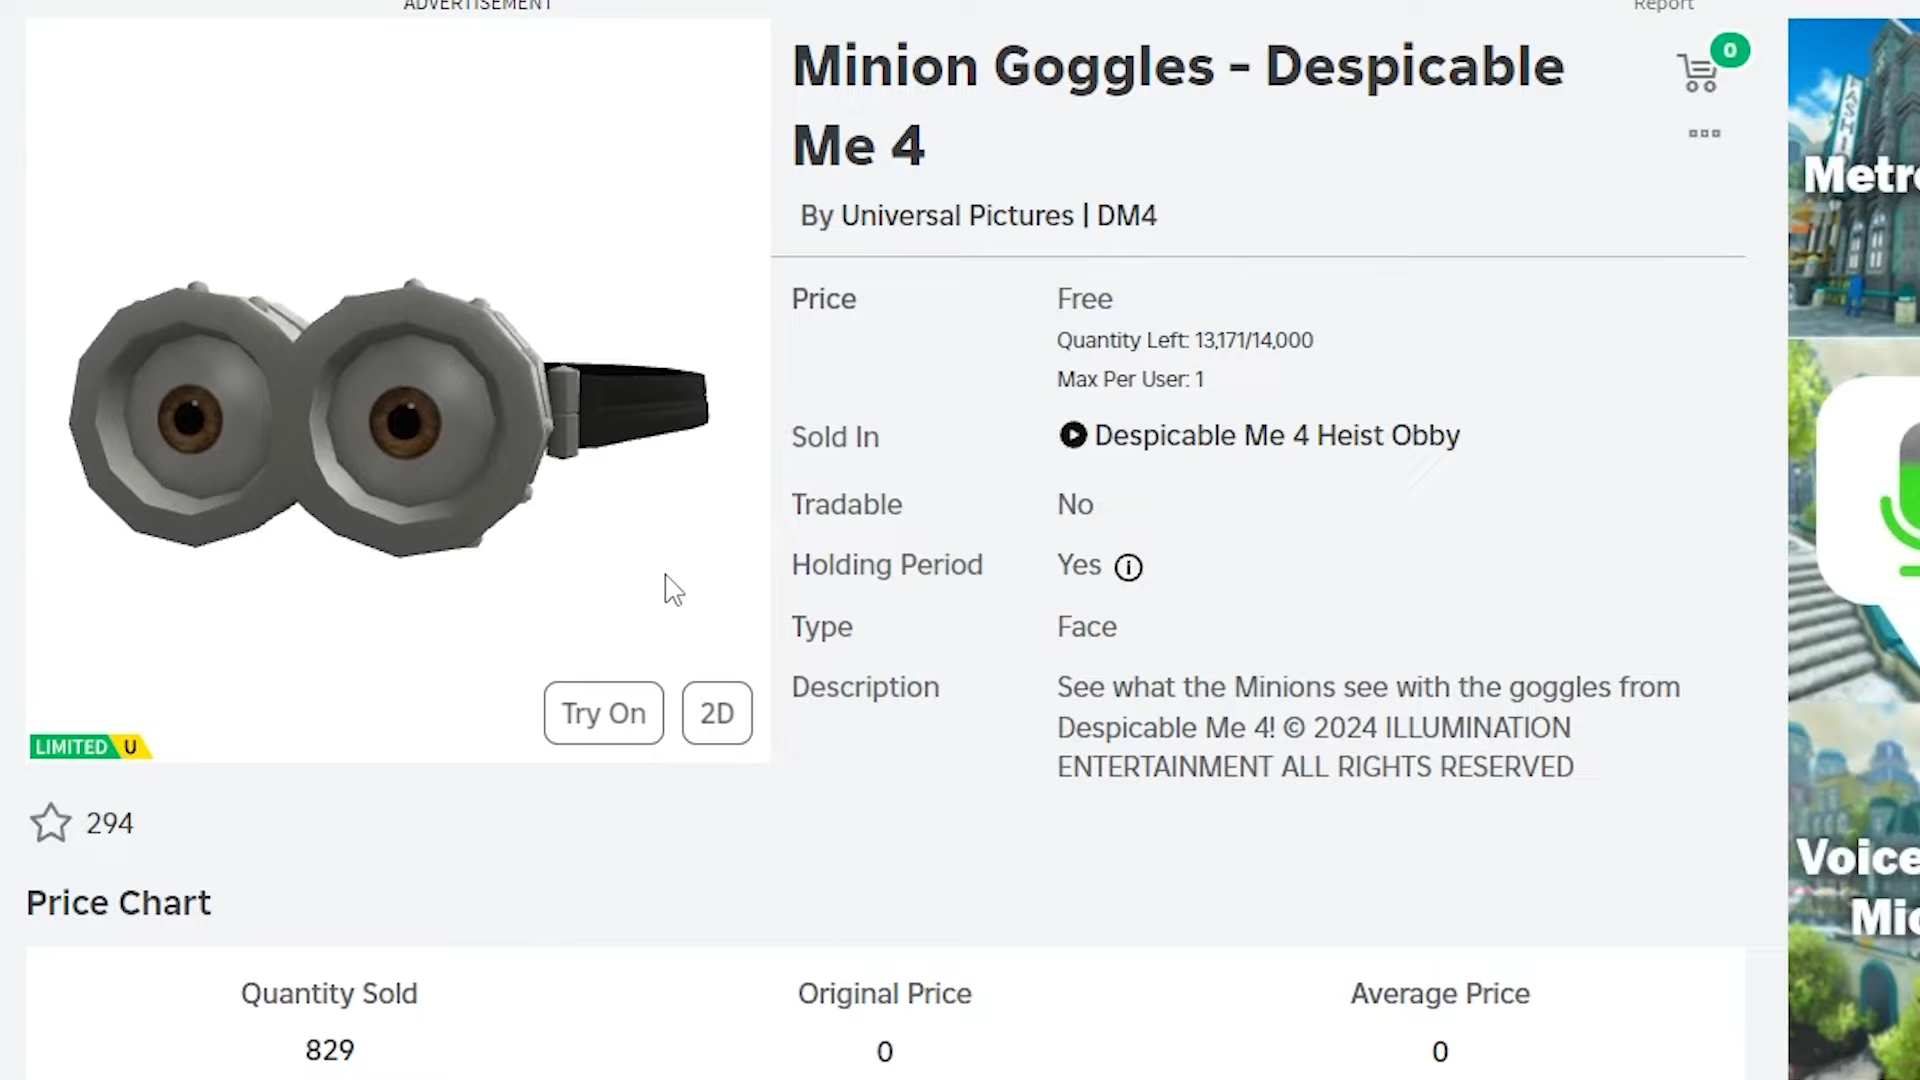 ADVERTISEMENT
Report
Minion Goggles - Despicable
Me 4
0
By Universal Pictures | DM4
Price
Free
Quantity Left: 13,171/14,000
Max Per User: 1
Sold In
Despicable Me 4 Heist Obby
Tradable
No
Holding Period
Yes
Type
Face
Description
See what the Minions see with the goggles from
Despicable Me 4! © 2024 ILLUMINATION
ENTERTAINMENT ALL RIGHTS RESERVED
Try On
2D
LIMITED U
294
Price Chart
Quantity Sold
Original Price
Average Price
829
0
0
Metro
Voice
Mic